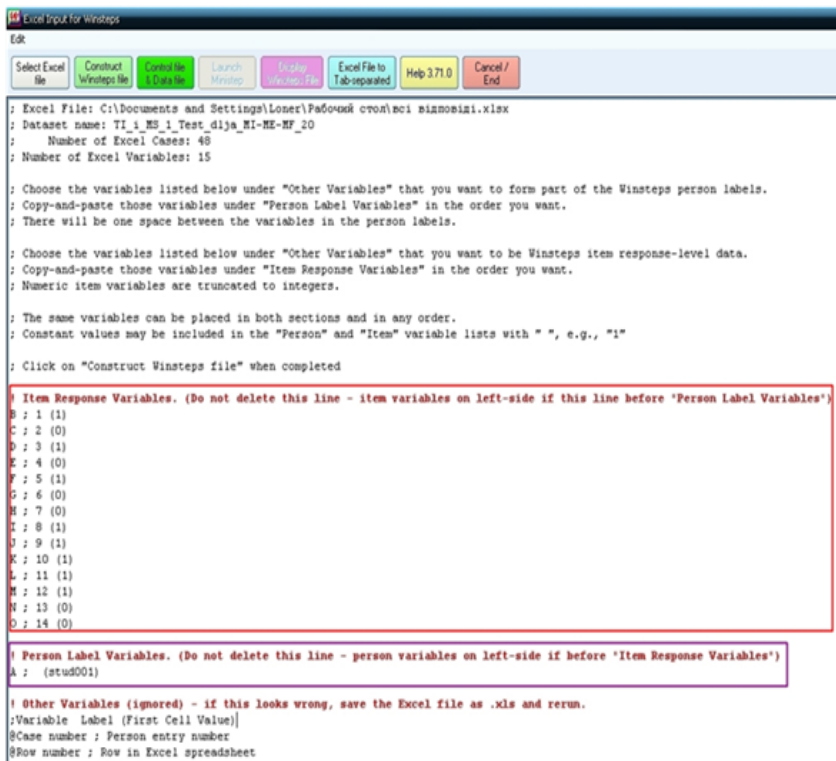 Excel Input for Winsteps
Edit
Select Excel file
Construct Winsteps file
Control file & Data file
Launch Ministep
Display Winsteps File
Excel File to Tab-separated
Help 3.71.0
Cancel / End
; Excel File: C:\Documents and Settings\Loner\Рабочий стол\всі відповіді.xlsx
; Dataset name: TI_i_MS_1_Test_dlja_MI-ME-MF_20
; Number of Excel Cases: 48
; Number of Excel Variables: 15
; Choose the variables listed below under "Other Variables" that you want to form part of the Winsteps person labels.
; Copy-and-paste those variables under "Person Label Variables" in the order you want.
; There will be one space between the variables in the person labels.
; Choose the variables listed below under "Other Variables" that you want to be Winsteps item response-level data.
; Copy-and-paste those variables under "Item Response Variables" in the order you want.
; Numeric item variables are truncated to integers.
; The same variables can be placed in both sections and in any order.
; Constant values may be included in the "Person" and "Item" variable lists with " ", e.g., "1"
; Click on "Construct Winsteps file" when completed
! Item Response Variables. (Do not delete this line - item variables on left-side if this line before "Person Label Variables")
B ; 1 (1)
C ; 2 (0)
D ; 3 (1)
E ; 4 (0)
F ; 5 (1)
G ; 6 (0)
H ; 7 (0)
I ; 8 (1)
J ; 9 (1)
K ; 10 (1)
L ; 11 (1)
M ; 12 (1)
N ; 13 (0)
O ; 14 (0)
! Person Label Variables. (Do not delete this line - person variables on left-side if before "Item Response Variables")
A ; (stud001)
! Other Variables (ignored) - if this looks wrong, save the Excel file as .xls and rerun.
;Variable Label (First Cell Value)
@Case number ; Person entry number
@Row number ; Row in Excel spreadsheet